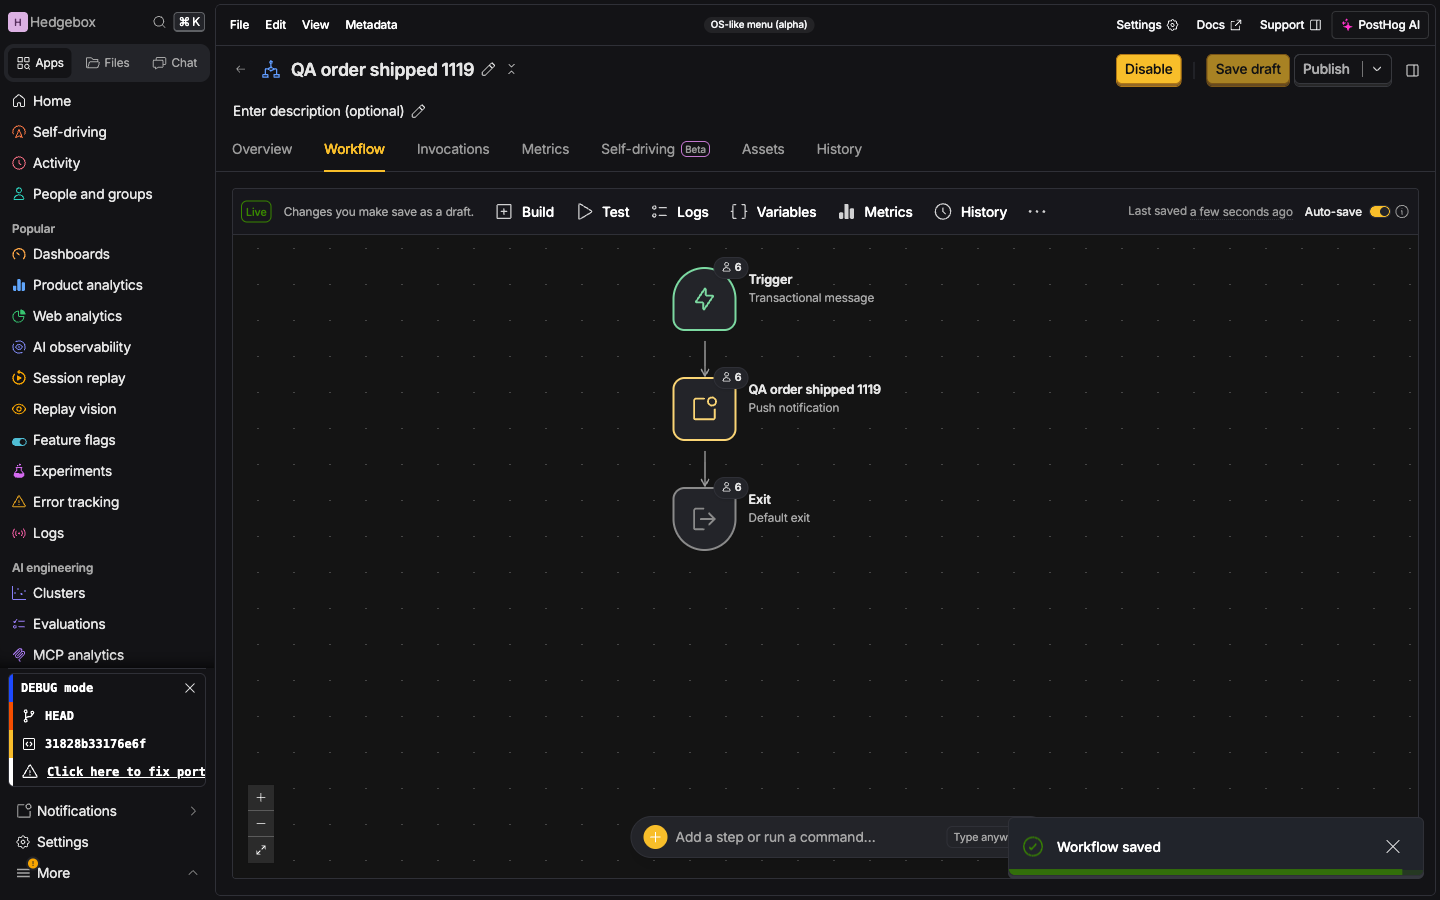 H Hedgebox ⌘ K
Apps Files Chat
Home
Self-driving
Activity
People and groups
Popular
Dashboards
Product analytics
Web analytics
AI observability
Session replay
Replay vision
Feature flags
Experiments
Error tracking
Logs
AI engineering
Clusters
Evaluations
MCP analytics
DEBUG mode
HEAD
31828b33176e6f
Click here to fix port
Notifications
Settings
More
File Edit View Metadata
OS-like menu (alpha)
Settings Docs Support PostHog AI
QA order shipped 1119
Disable Save draft Publish
Enter description (optional)
Overview Workflow Invocations Metrics Self-driving Beta Assets History
Live Changes you make save as a draft. Build Test Logs Variables Metrics History
Last saved a few seconds ago Auto-save
6
Trigger
Transactional message
6
QA order shipped 1119
Push notification
6
Exit
Default exit
Add a step or run a command... Type anyw
Workflow saved